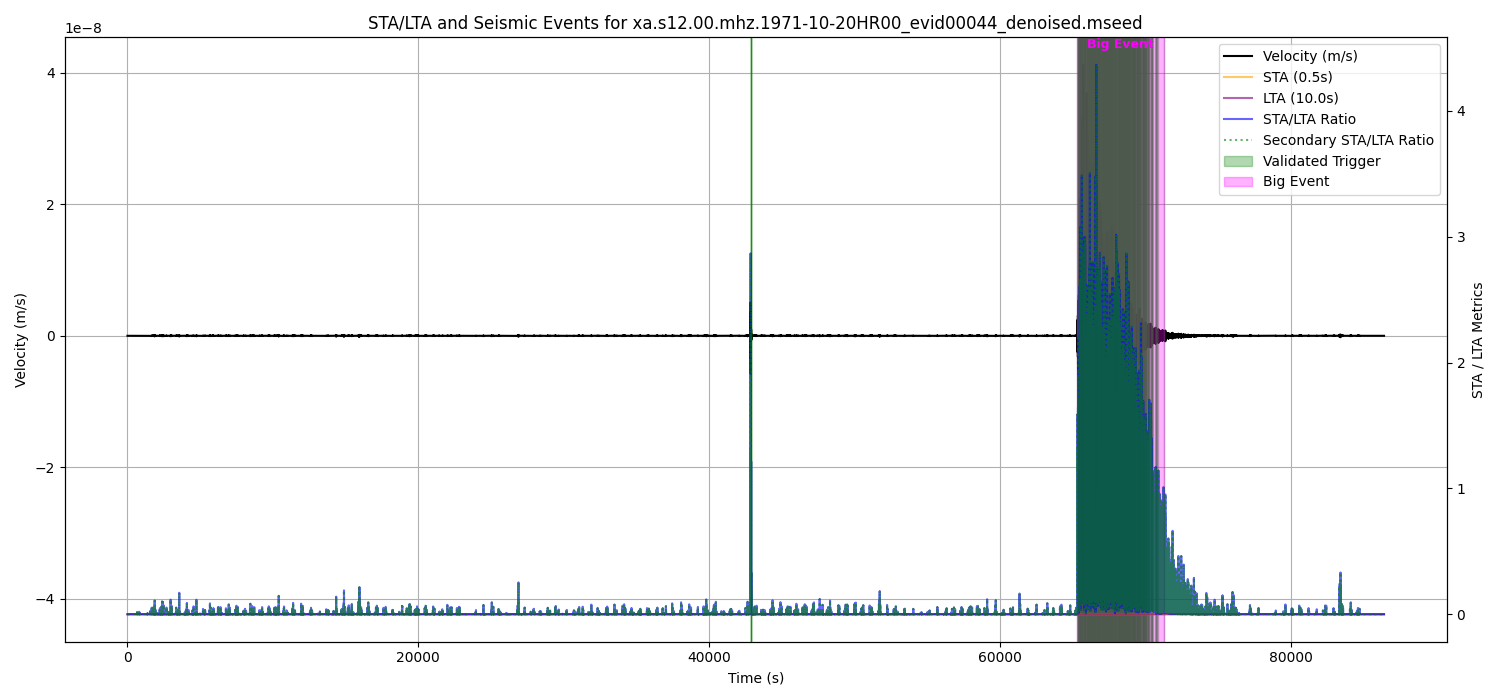 STA/LTA and Seismic Events for xa.s12.00.mhz.1971-10-20HR00_evid00044_denoised.mseed
1e−8
Big Event
Velocity (m/s)
STA (0.5s)
LTA (10.0s)
STA/LTA Ratio
Secondary STA/LTA Ratio
Validated Trigger
Big Event
4
2
0
−2
−4
Velocity (m/s)
4
3
2
1
0
STA / LTA Metrics
0
20000
40000
60000
80000
Time (s)